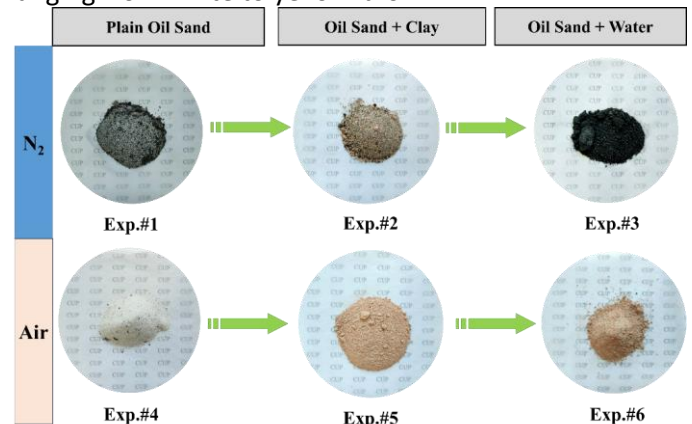 Plain Oil Sand
Oil Sand + Clay
Oil Sand + Water
N₂
Exp.#1
Exp.#2
Exp.#3
Air
Exp.#4
Exp.#5
Exp.#6